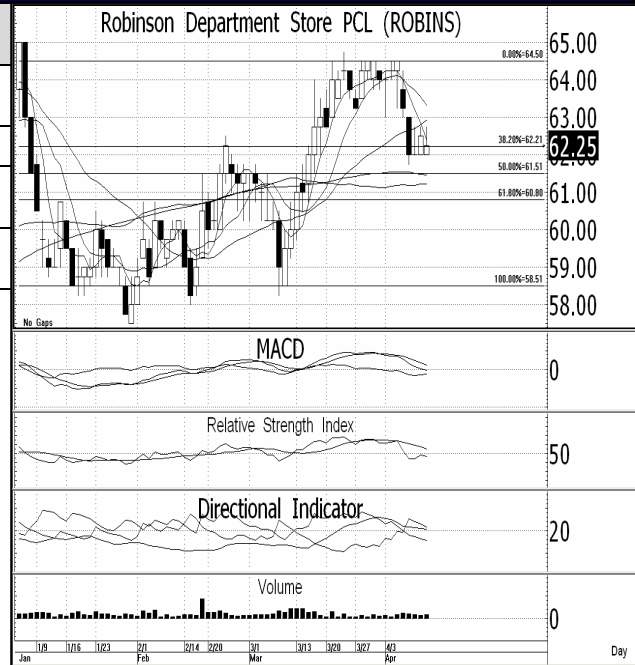 Robinson Department Store PCL (ROBINS)
65.00
0.00%=64.50
64.00
63.00
38.20%=62.21
62.25
50.00%=61.51
61.00
61.80%=60.80
60.00
59.00
100.00%=58.51
58.00
No Gaps
MACD
0
Relative Strength Index
50
Directional Indicator
20
Volume
0
1/9 1/16 1/23 2/1 2/14 2/20 3/1 3/13 3/20 3/27 4/3
Jan Feb Mar Apr Day